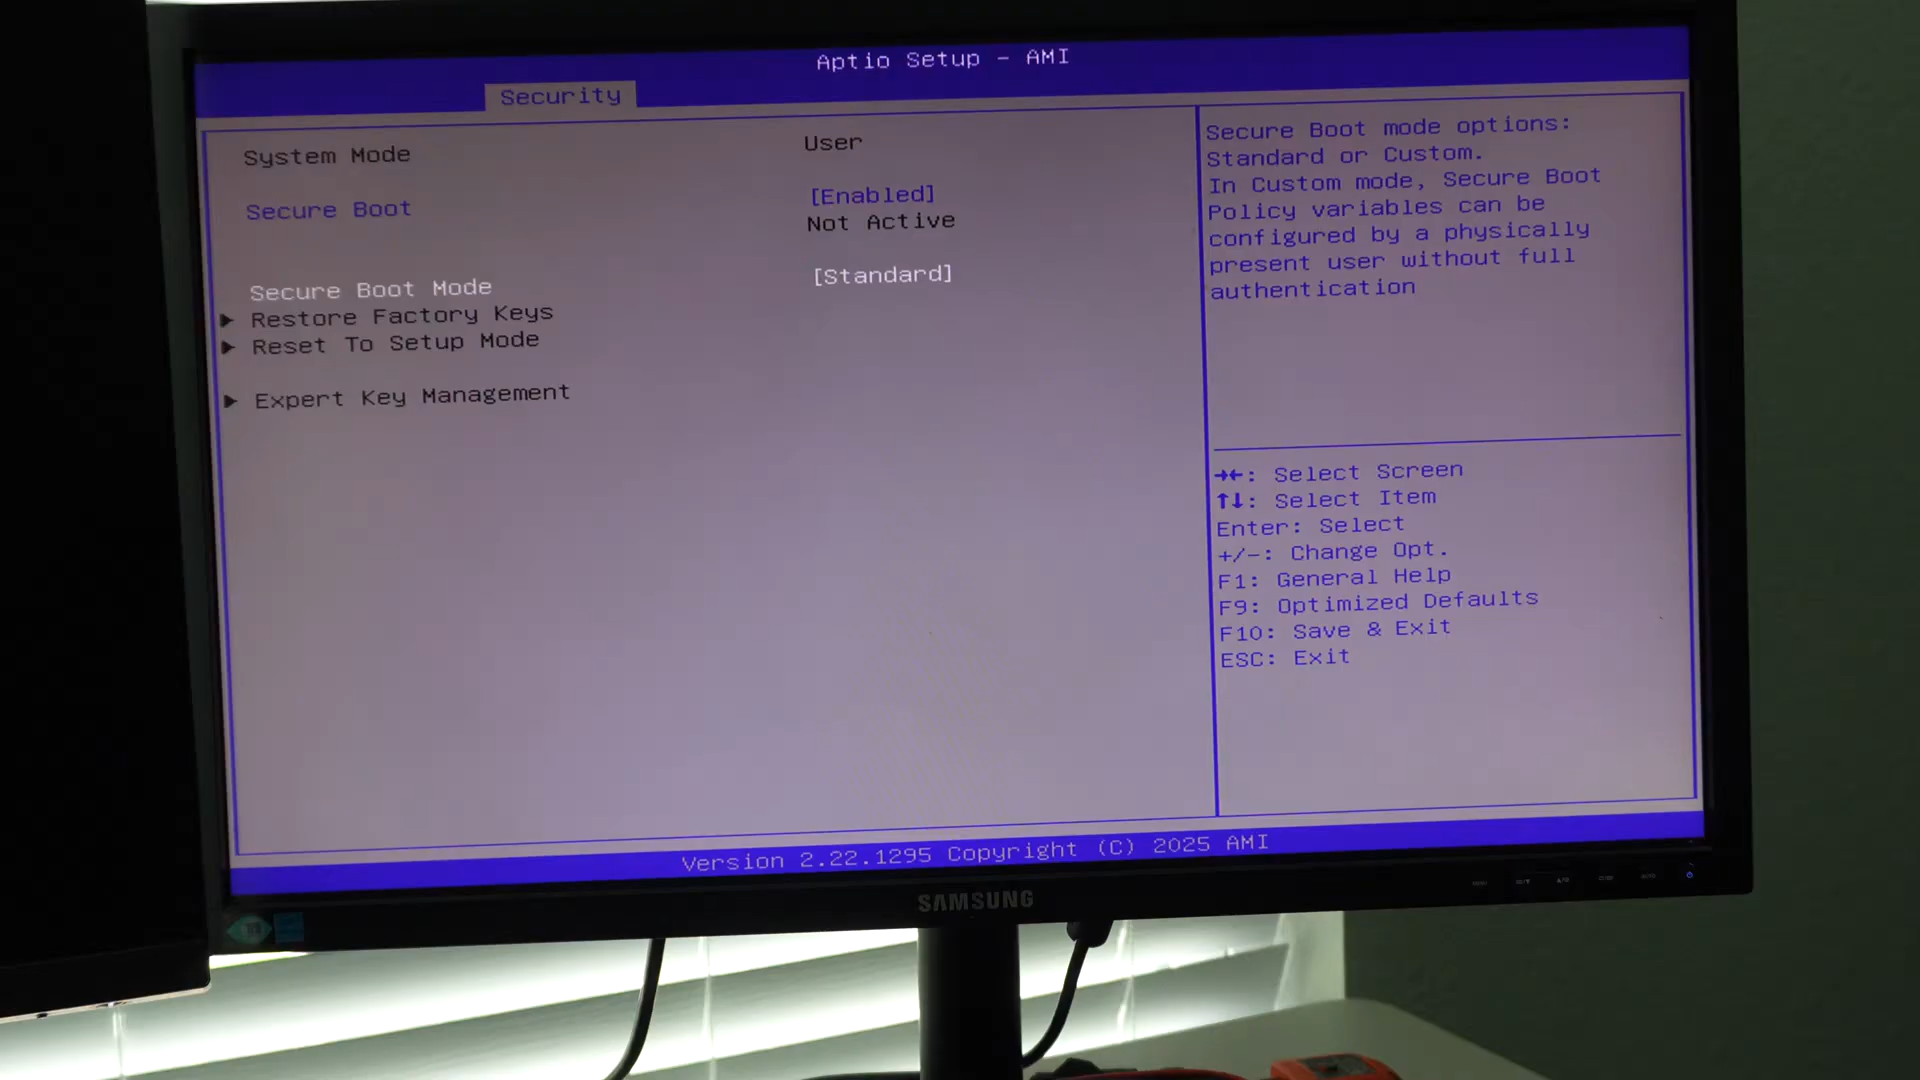 Aptio Setup - AMI
Security
System Mode User
Secure Boot [Enabled]
Not Active
Secure Boot Mode [Standard]
Restore Factory Keys
Reset To Setup Mode
Expert Key Management
Secure Boot mode options:
Standard or Custom.
In Custom mode, Secure Boot
Policy variables can be
configured by a physically
present user without full
authentication
→←: Select Screen
↑↓: Select Item
Enter: Select
+/-: Change Opt.
F1: General Help
F9: Optimized Defaults
F10: Save & Exit
ESC: Exit
Version 2.22.1295 Copyright (C) 2025 AMI
SAMSUNG